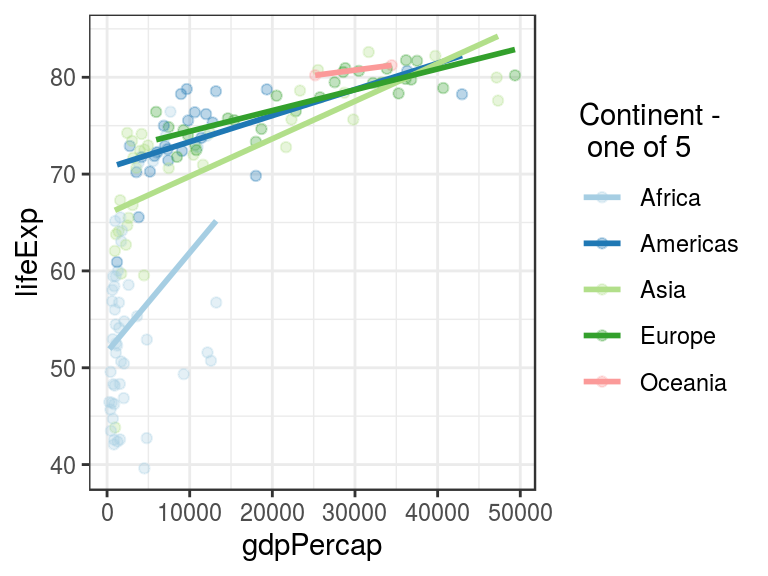 80
70
60
50
40
lifeExp
0 10000 20000 30000 40000 50000
gdpPercap
Continent -
one of 5
Africa
Americas
Asia
Europe
Oceania